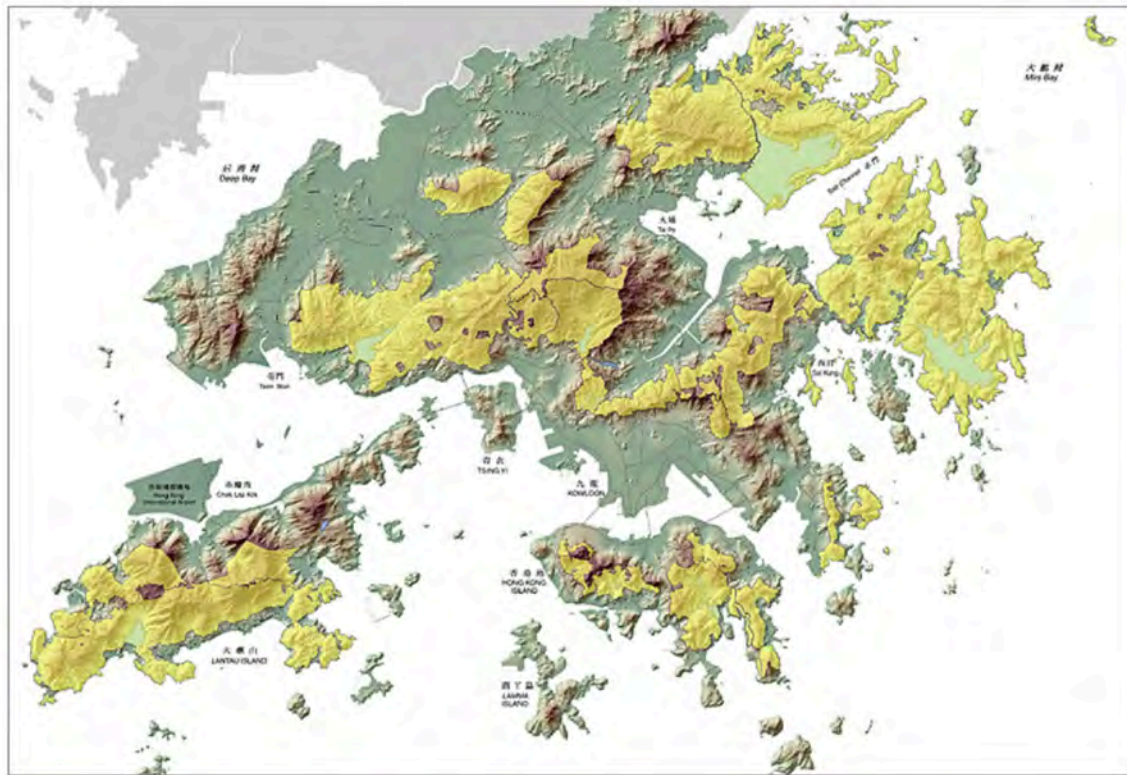 大鵬灣
Mirs Bay
后海灣
Deep Bay
Channel 赤門
大埔
Tai Po
西貢
Sai Kung
屯門
Tuen Mun
青衣
TSING YI
赤鱲角
Chek Lap Kok
香港國際機場
Hong Kong
International Airport
九龍
KOWLOON
香港島
HONG KONG
ISLAND
大嶼山
LANTAU ISLAND
南丫島
LAMMA
ISLAND